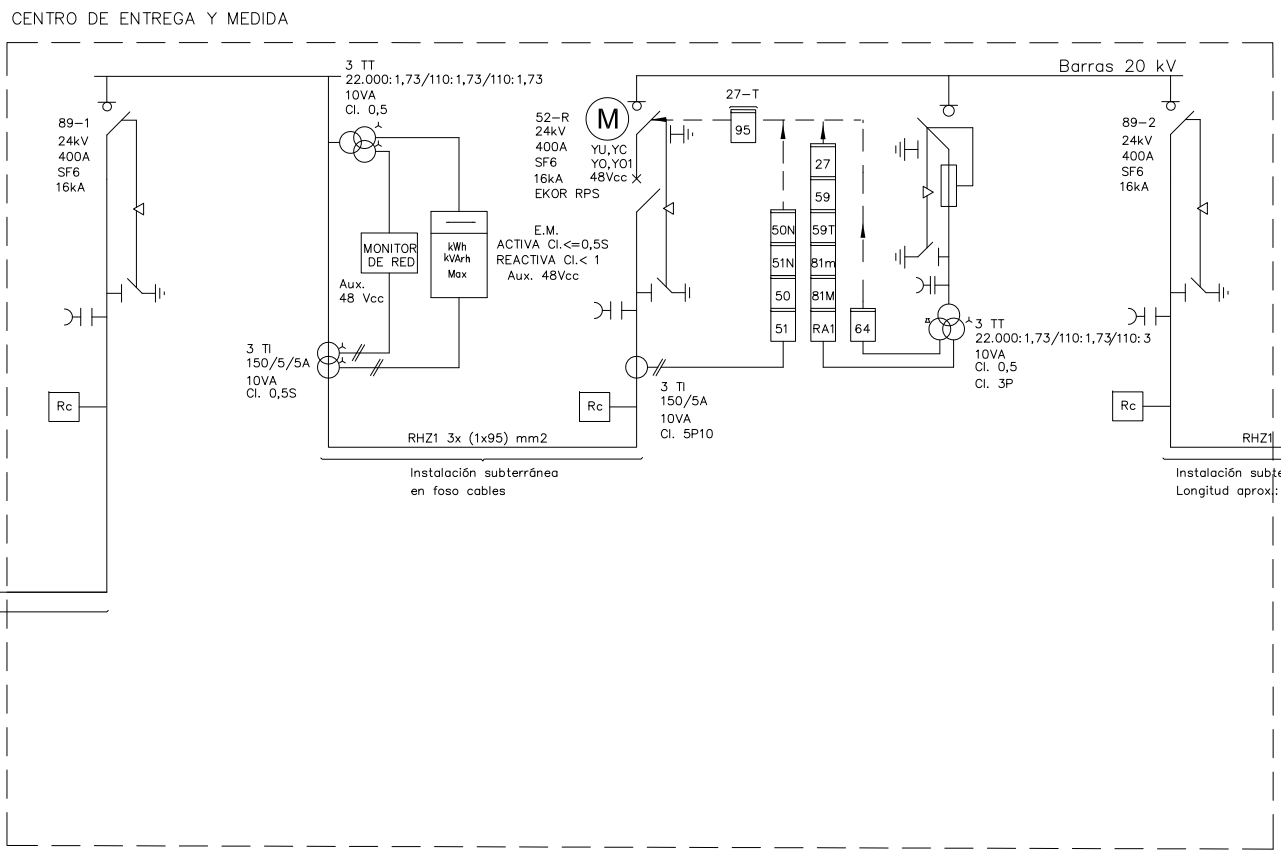 CENTRO DE ENTREGA Y MEDIDA
89-1
24kV
400A
SF6
16kA
Rc
3 TT
22.000:1,73/110:1,73/110:1,73
10VA
Cl. 0,5
MONITOR
DE RED
Aux.
48 Vcc
kWh
kVArh
Max
E.M.
ACTIVA Cl.<=0,5S
REACTIVA Cl.< 1
Aux. 48Vcc
3 TI
150/5/5A
10VA
Cl. 0,5S
RHZ1 3x (1x95) mm2
Instalación subterránea
en foso cables
52-R
24kV
400A
SF6
16kA
EKOR RPS
M
YU,YC
YO,YO1
48Vcc
Rc
3 TI
150/5A
10VA
Cl. 5P10
27-T
95
50N
51N
50
51
27
59
59T
81m
81M
RA1
64
Barras 20 kV
3 TT
22.000:1,73/110:1,73/110:3
10VA
Cl. 0,5
Cl. 3P
89-2
24kV
400A
SF6
16kA
Rc
RHZ1
Instalación subte
Longitud aprox.: